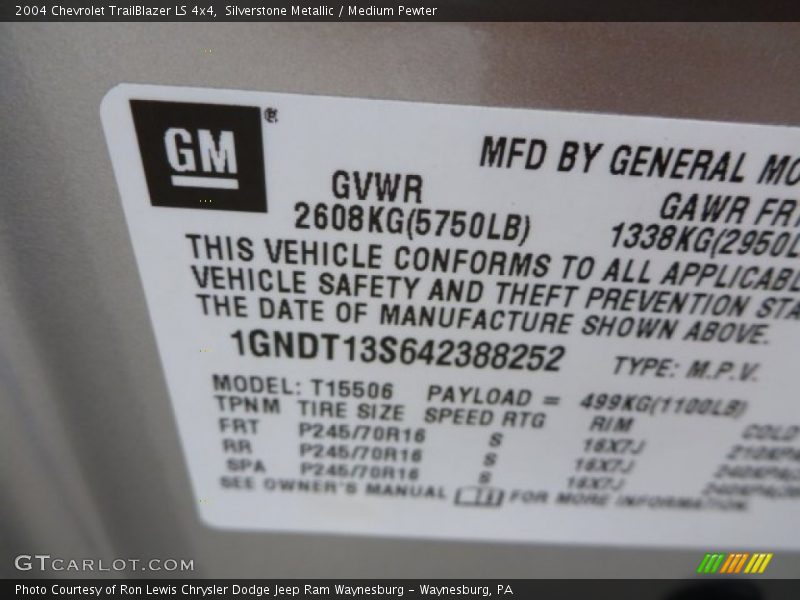 2004 Chevrolet TrailBlazer LS 4x4, Silverstone Metallic / Medium Pewter
GM®
MFD BY GENERAL MO
GVWR
GAWR FR
2608KG(5750LB)
1338KG(2950L
THIS VEHICLE CONFORMS TO ALL APPLICABL
VEHICLE SAFETY AND THEFT PREVENTION STA
THE DATE OF MANUFACTURE SHOWN ABOVE.
1GNDT13S642388252
TYPE: M.P.V.
MODEL: T15506 PAYLOAD = 499KG(1100LB)
TPNM TIRE SIZE SPEED RTG RIM COLD
FRT P245/70R16 S 16X7J
RR P245/70R16 S 16X7J
SPA P245/70R16 S 16X7J
SEE OWNER'S MANUAL FOR MORE INFORMATION.
GTCARLOT.COM
Photo Courtesy of Ron Lewis Chrysler Dodge Jeep Ram Waynesburg - Waynesburg, PA